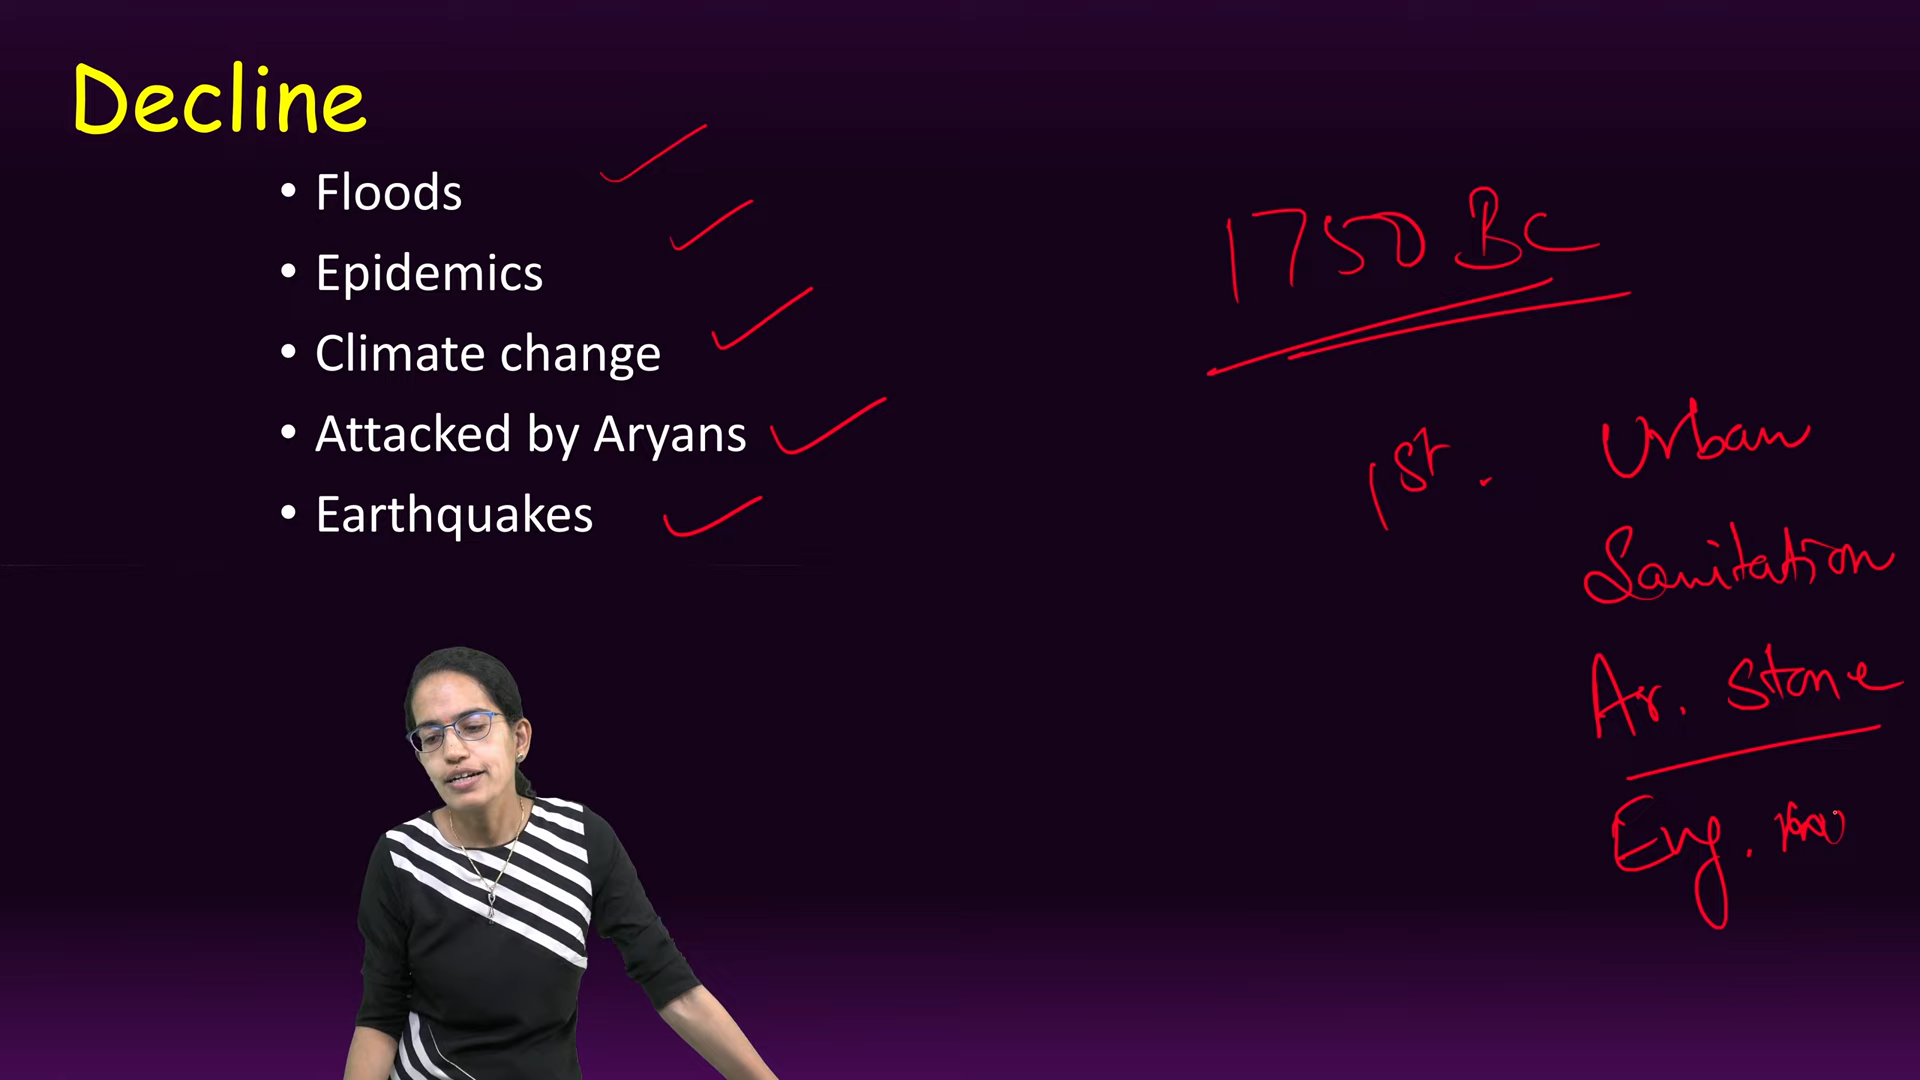 Decline
• Floods
• Epidemics
• Climate change
• Attacked by Aryans
• Earthquakes
1750 BC
1st.
Urban
Sanitation
Ar. Stone
Eng.